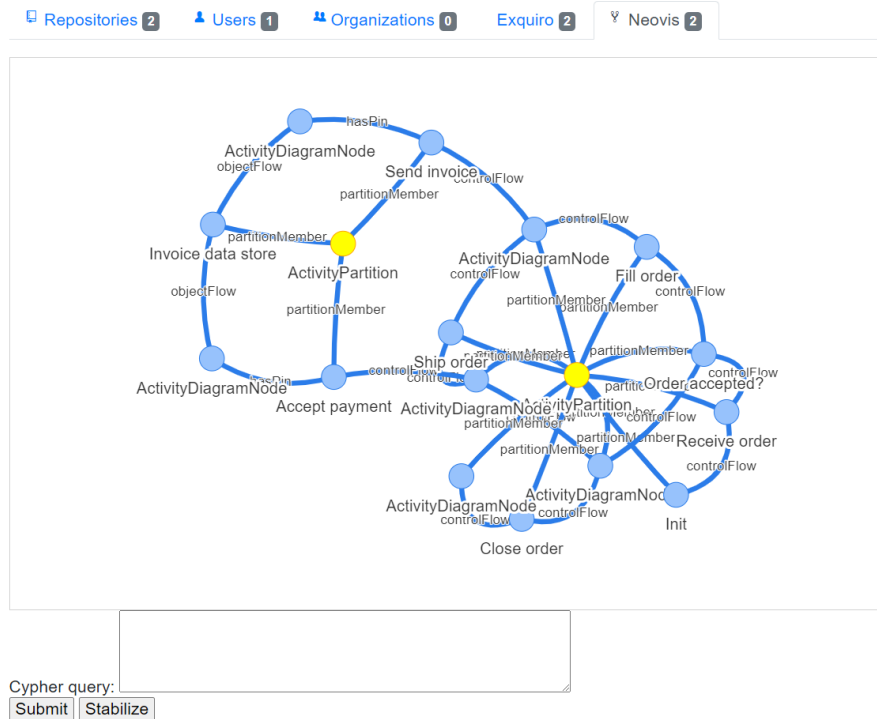 Repositories 2 Users 1 Organizations 0 Exquiro 2 Neovis 2
hasPin
ActivityDiagramNode
objectFlow
Send invoice
controlFlow
partitionMember
controlFlow
partitionMember
Invoice data store
ActivityPartition
ActivityDiagramNode
controlFlow
Fill order
objectFlow
controlFlow
partitionMember
partitionMember
partitionMember
partitionMember
Ship order
partitionMember
controlFlow
controlFlow
hasPin
ActivityDiagramNode
Order accepted?
Accept payment
ActivityDiagramNode
ActivityPartition
controlFlow
partitionMember
partitionMember
Receive order
partitionMember
controlFlow
ActivityDiagramNode
ActivityDiagramNode
controlFlow
controlFlow
Init
Close order
Cypher query:
Submit Stabilize